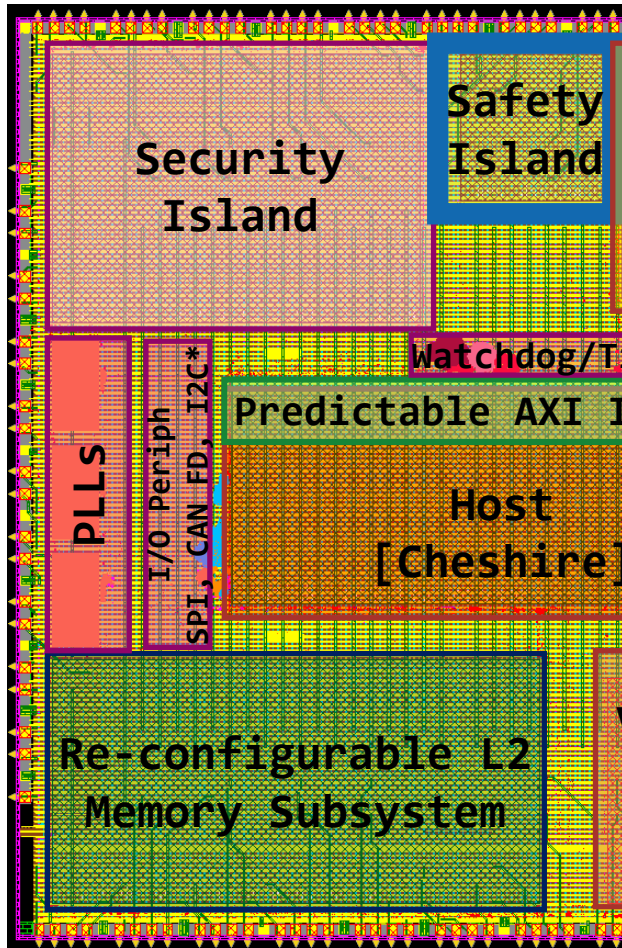 Security
Island
Safety
Island
Watchdog/T
Predictable AXI
PLLs
I/O Periph
SPI, CAN FD, I2C*
Host
[Cheshire]
Re-configurable L2
Memory Subsystem